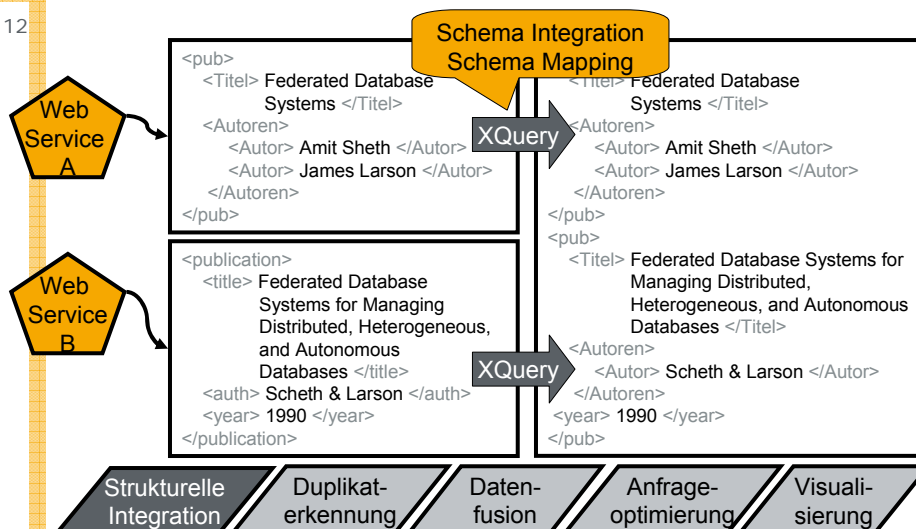 12
Schema Integration
Schema Mapping
Web
Service
A
<pub>
<Titel> Federated Database
Systems </Titel>
<Autoren>
<Autor> Amit Sheth </Autor>
<Autor> James Larson </Autor>
</Autoren>
</pub>
XQuery
<Titel> Federated Database
Systems </Titel>
<Autoren>
<Autor> Amit Sheth </Autor>
<Autor> James Larson </Autor>
</Autoren>
</pub>
Web
Service
B
<publication>
<title> Federated Database
Systems for Managing
Distributed, Heterogeneous,
and Autonomous
Databases </title>
<auth> Scheth & Larson </auth>
<year> 1990 </year>
</publication>
XQuery
<pub>
<Titel> Federated Database Systems for
Managing Distributed,
Heterogeneous, and Autonomous
Databases </Titel>
<Autoren>
<Autor> Scheth & Larson </Autor>
</Autoren>
<year> 1990 </year>
</pub>
Strukturelle
Integration
Duplikat-
erkennung
Daten-
fusion
Anfrage-
optimierung
Visuali-
sierung